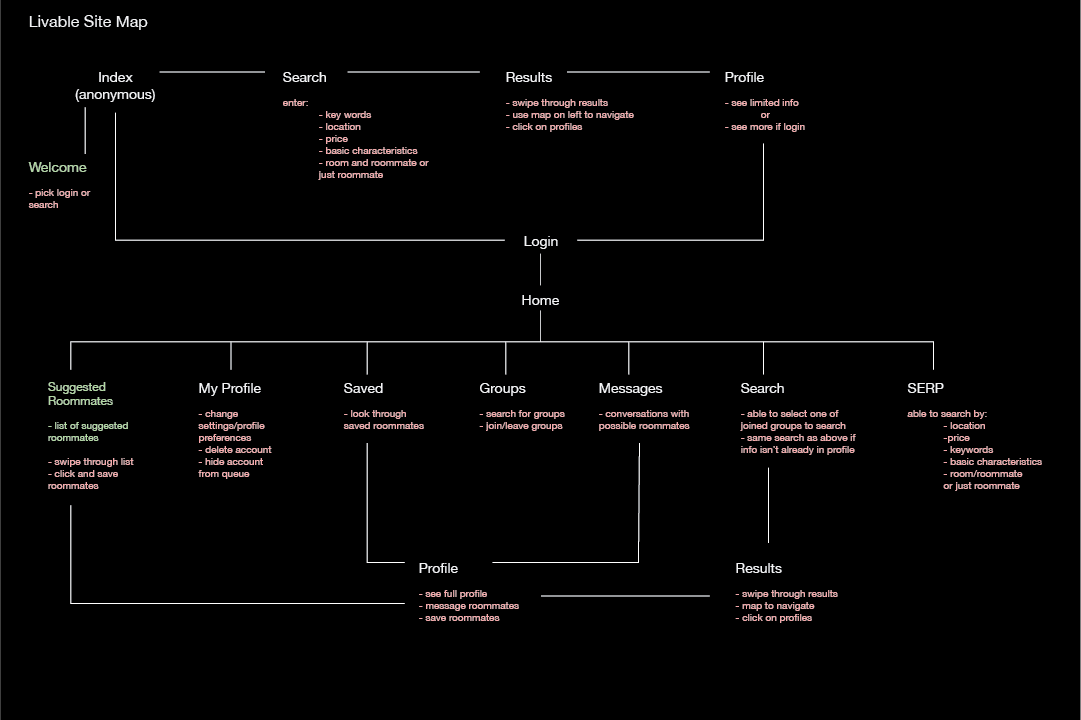 Livable Site Map
Index
(anonymous)
Search
enter:
- key words
- location
- price
- basic characteristics
- room and roommate or
just roommate
Results
- swipe through results
- use map on left to navigate
- click on profiles
Profile
- see limited info
or
- see more if login
Welcome
- pick login or
search
Login
Home
Suggested
Roommates
- list of suggested
roommates
- swipe through list
- click and save
roommates
My Profile
- change
settings/profile
preferences
- delete account
- hide account
from queue
Saved
- look through
saved roommates
Groups
- search for groups
- join/leave groups
Messages
- conversations with
possible roommates
Search
- able to select one of
joined groups to search
- same search as above if
info isn't already in profile
SERP
able to search by:
- location
-price
- keywords
- basic characteristics
- room/roommate
or just roommate
Profile
- see full profile
- message roommates
- save roommates
Results
- swipe through results
- map to navigate
- click on profiles